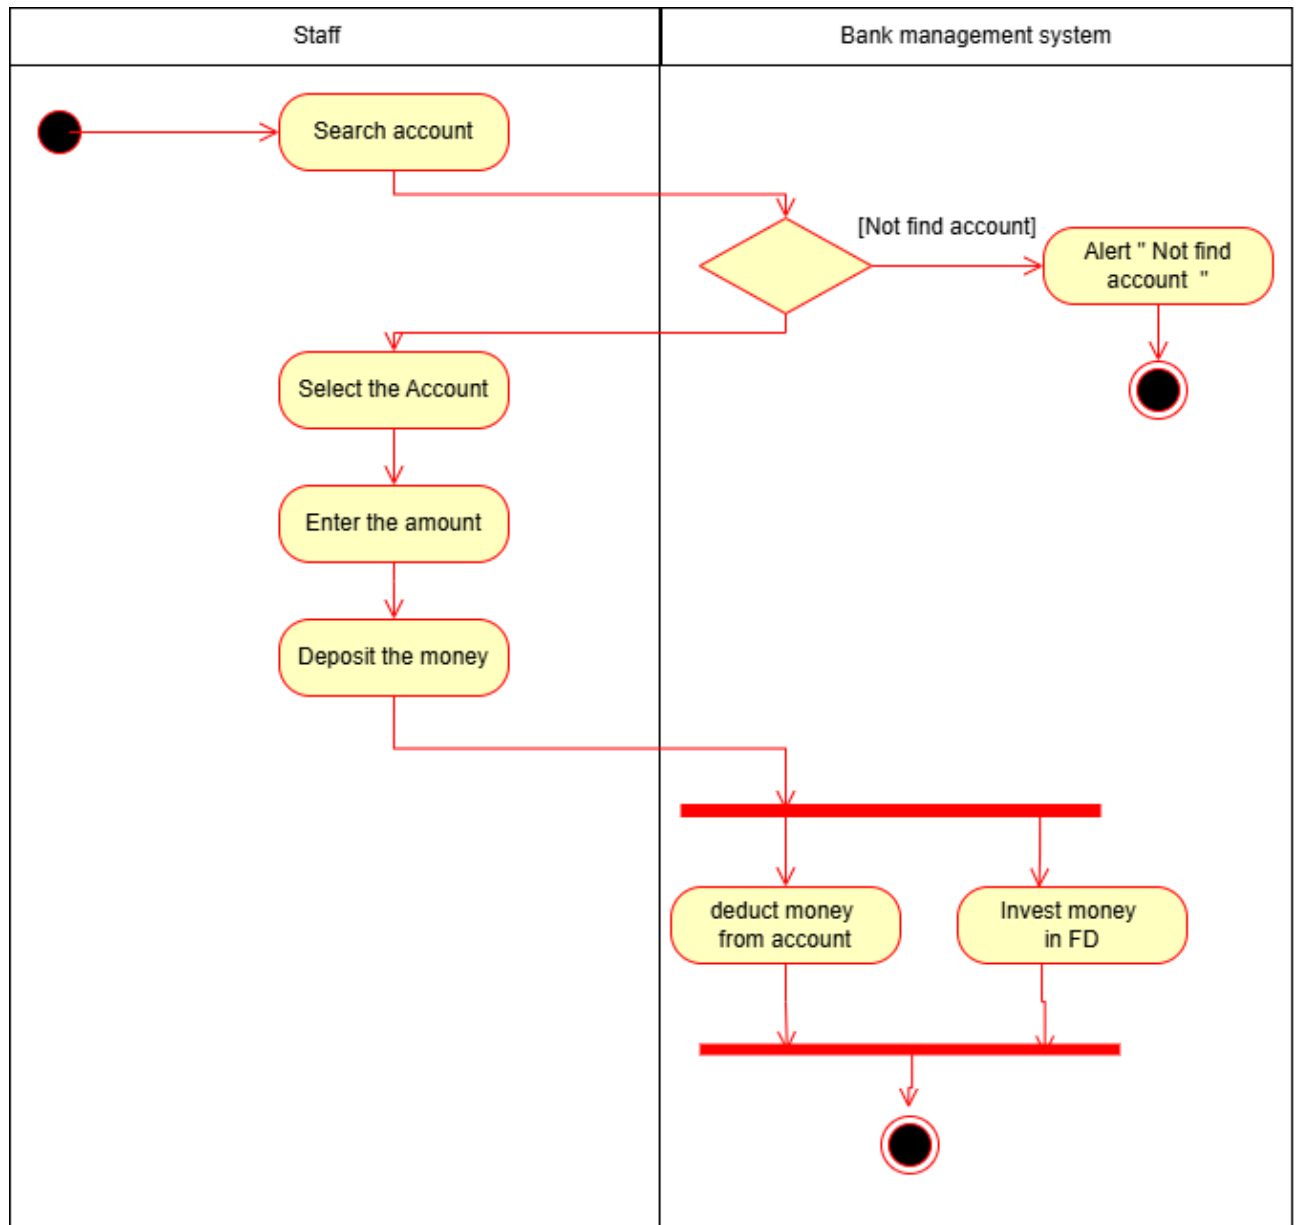 Staff
Bank management system
Search account
[Not find account]
Alert " Not find
account "
Select the Account
Enter the amount
Deposit the money
deduct money
from account
Invest money
in FD